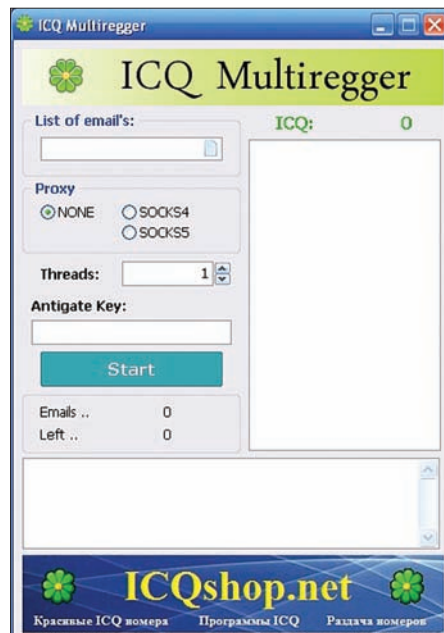 ICQ Multiregger
ICQ Multiregger
List of email's:
ICQ: 0
Proxy
NONE SOCKS4
SOCKS5
Threads: 1
Antigate Key:
Start
Emails .. 0
Left .. 0
ICQshop.net
Красивые ICQ номера Программы ICQ Раздача номеров